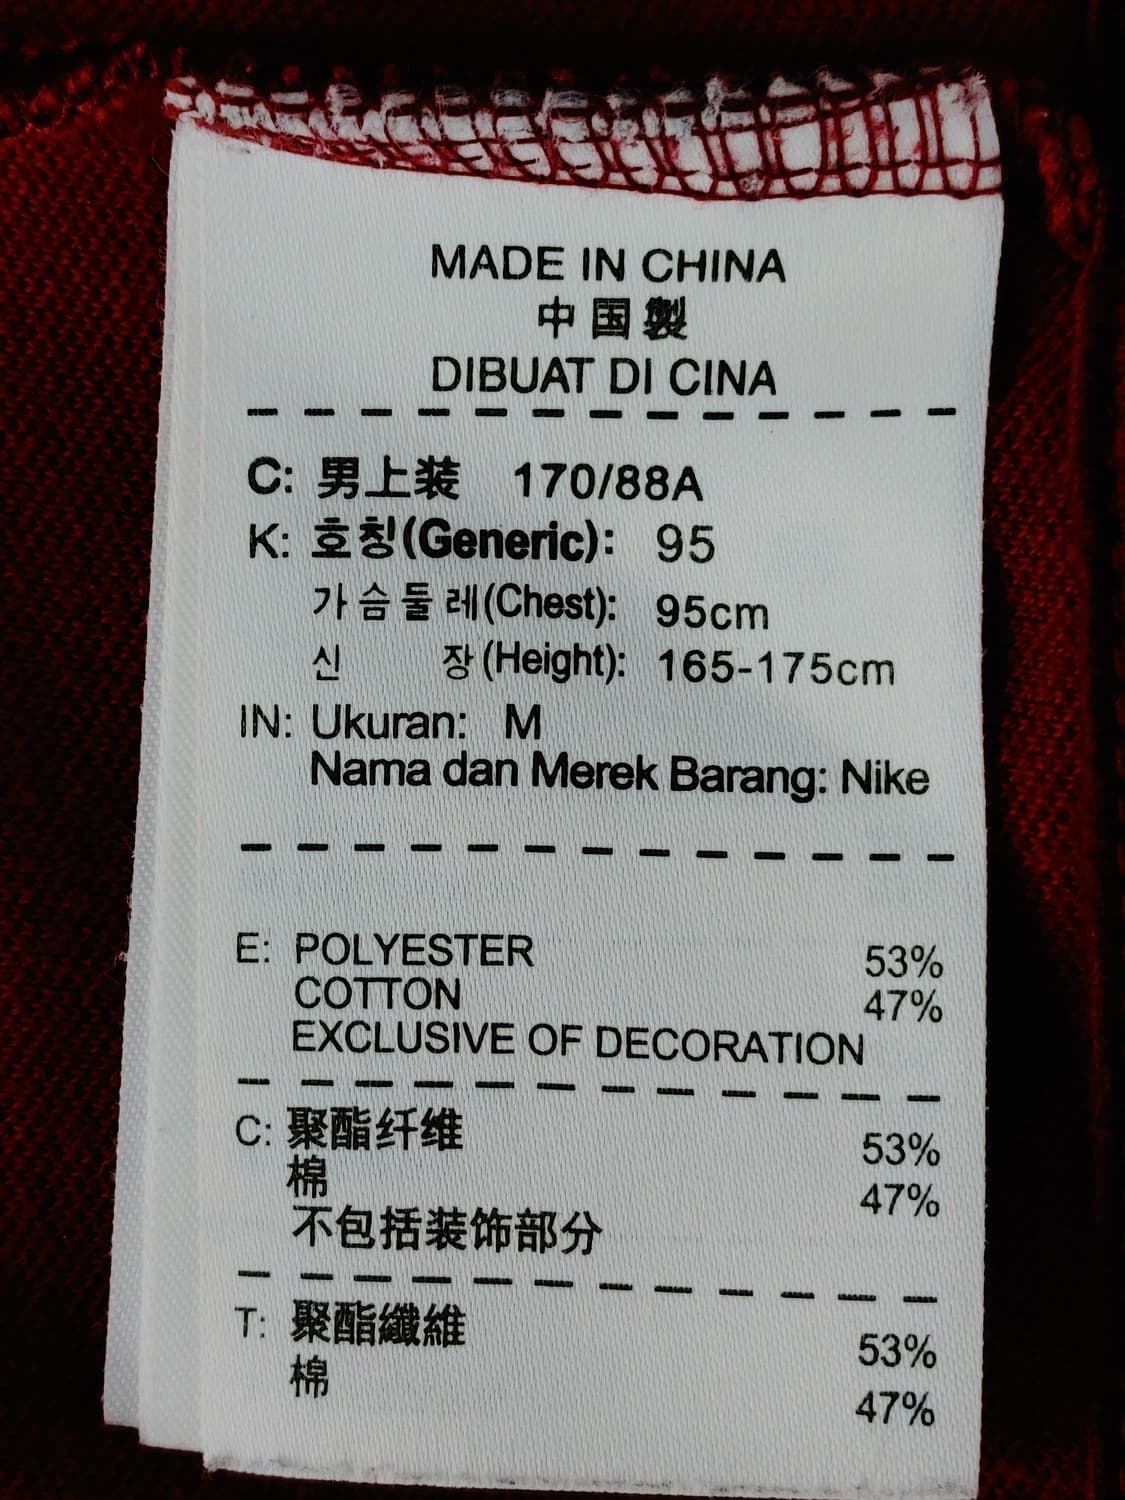 MADE IN CHINA
中国製
DIBUAT DI CINA
C: 男上装 170/88A
K: 호칭(Generic): 95
가슴둘레(Chest): 95cm
신 장(Height): 165-175cm
IN: Ukuran: M
Nama dan Merek Barang: Nike
E: POLYESTER 53%
COTTON 47%
EXCLUSIVE OF DECORATION
C: 聚酯纤维 53%
棉 47%
不包括装饰部分
T: 聚酯纖維 53%
棉 47%